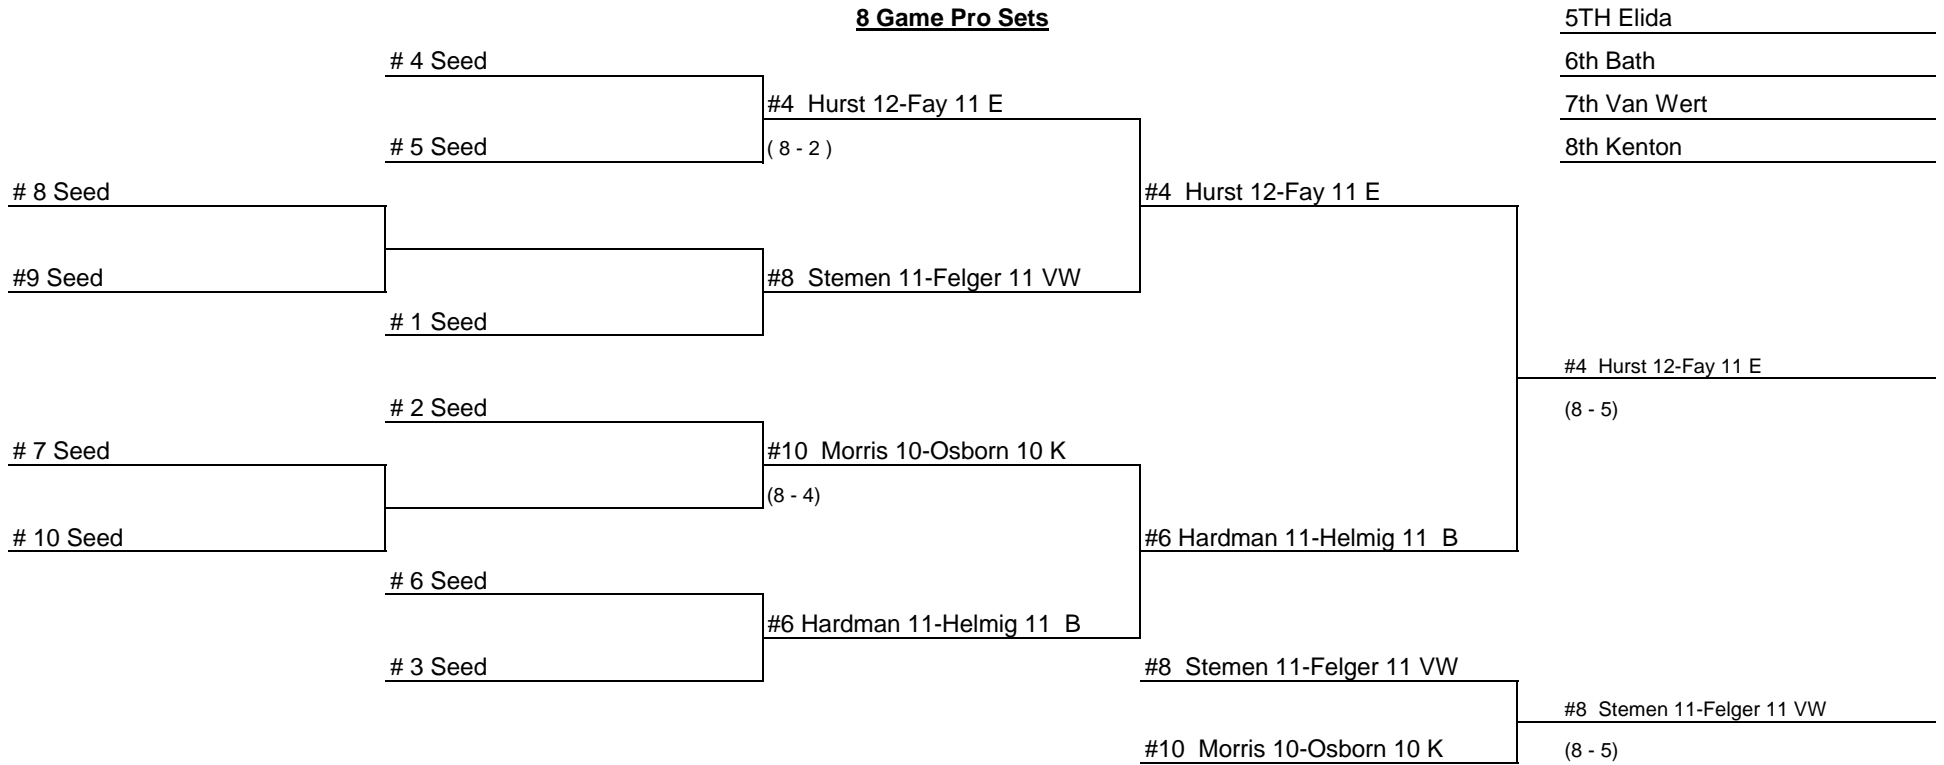 8 Game Pro Sets
5TH Elida
# 4 Seed
6th Bath
#4  Hurst 12-Fay 11 E
7th Van Wert
# 5 Seed
( 8 - 2 )
8th Kenton
# 8 Seed
#4  Hurst 12-Fay 11 E
#9 Seed
#8  Stemen 11-Felger 11 VW
# 1 Seed
#4  Hurst 12-Fay 11 E
# 2 Seed
(8 - 5)
# 7 Seed
#10  Morris 10-Osborn 10 K
(8 - 4)
# 10 Seed
#6 Hardman 11-Helmig 11  B
# 6 Seed
#6 Hardman 11-Helmig 11  B
# 3 Seed
#8  Stemen 11-Felger 11 VW
#8  Stemen 11-Felger 11 VW
#10  Morris 10-Osborn 10 K
(8 - 5)